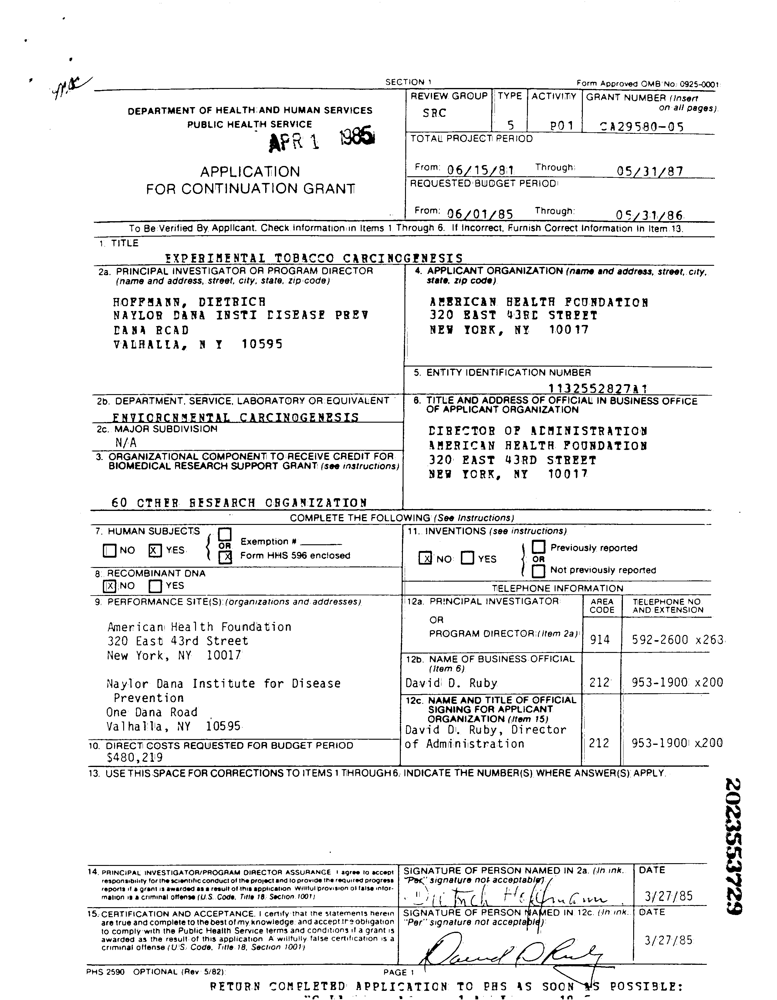 SECTION 1
Form Approved OMB No. 0925-0001
DEPARTMENT OF HEALTH AND HUMAN SERVICES
PUBLIC HEALTH SERVICE
APR 1 1985
APPLICATION
FOR CONTINUATION GRANT
REVIEW GROUP TYPE ACTIVITY GRANT NUMBER (Insert on all pages)
SRC 5 P01 CA29580-05
TOTAL PROJECT PERIOD
From: 06/15/81 Through: 05/31/87
REQUESTED BUDGET PERIOD
From: 06/01/85 Through: 05/31/86
To Be Verified By Applicant. Check Information in Items 1 Through 6. If Incorrect, Furnish Correct Information In Item 13.
1. TITLE
EXPERIMENTAL TOBACCO CARCINOGENESIS
2a. PRINCIPAL INVESTIGATOR OR PROGRAM DIRECTOR
(name and address, street, city, state, zip code)
HOFFMANN, DIETRICH
NAYLOR DANA INSTI DISEASE PREV
DANA ROAD
VALHALLA, N Y 10595
4. APPLICANT ORGANIZATION (name and address, street, city,
state, zip code)
AMERICAN HEALTH FOUNDATION
320 EAST 43RD STREET
NEW YORK, NY 10017
5. ENTITY IDENTIFICATION NUMBER
1132552827A1
2b. DEPARTMENT, SERVICE, LABORATORY OR EQUIVALENT
ENVIORCNMENTAL CARCINOGENESIS
2c. MAJOR SUBDIVISION
N/A
3. ORGANIZATIONAL COMPONENT TO RECEIVE CREDIT FOR
BIOMEDICAL RESEARCH SUPPORT GRANT (see instructions)
60 OTHER RESEARCH ORGANIZATION
6. TITLE AND ADDRESS OF OFFICIAL IN BUSINESS OFFICE
OF APPLICANT ORGANIZATION
DIRECTOR OF ADMINISTRATION
AMERICAN HEALTH FOUNDATION
320 EAST 43RD STREET
NEW YORK, NY 10017
COMPLETE THE FOLLOWING (See Instructions)
7. HUMAN SUBJECTS
NO X YES
Exemption #
OR
X Form HHS 596 enclosed
8. RECOMBINANT DNA
X NO YES
11. INVENTIONS (see instructions)
X NO YES
Previously reported
OR
Not previously reported
9. PERFORMANCE SITE(S) (organizations and addresses)
American Health Foundation
320 East 43rd Street
New York, NY 10017
Naylor Dana Institute for Disease
Prevention
One Dana Road
Valhalla, NY 10595
10. DIRECT COSTS REQUESTED FOR BUDGET PERIOD
$480,219
TELEPHONE INFORMATION
12a. PRINCIPAL INVESTIGATOR
OR
PROGRAM DIRECTOR (Item 2a)
AREA CODE
TELEPHONE NO AND EXTENSION
914 592-2600 x263
12b. NAME OF BUSINESS OFFICIAL
(Item 6)
David D. Ruby 212 953-1900 x200
12c. NAME AND TITLE OF OFFICIAL
SIGNING FOR APPLICANT
ORGANIZATION (Item 15)
David D. Ruby, Director
of Administration 212 953-1900 x200
13. USE THIS SPACE FOR CORRECTIONS TO ITEMS 1 THROUGH 6. INDICATE THE NUMBER(S) WHERE ANSWER(S) APPLY.
14. PRINCIPAL INVESTIGATOR/PROGRAM DIRECTOR ASSURANCE. I agree to accept
responsibility for the scientific conduct of the project and to provide the required progress
reports if a grant is awarded as a result of this application. Willful provision of false infor-
mation is a criminal offense (U.S. Code, Title 18, Section 1001)
SIGNATURE OF PERSON NAMED IN 2a. (In ink.
"Per" signature not acceptable)
Dietrich Hoffmann
DATE
3/27/85
15. CERTIFICATION AND ACCEPTANCE. I certify that the statements herein
are true and complete to the best of my knowledge, and accept the obligation
to comply with the Public Health Service terms and conditions if a grant is
awarded as the result of this application. A willfully false certification is a
criminal offense (U.S. Code, Title 18, Section 1001)
SIGNATURE OF PERSON NAMED IN 12c. (In ink.
"Per" signature not acceptable)
David D Ruby
DATE
3/27/85
PHS 2590 OPTIONAL (Rev. 5/82)
PAGE 1
RETURN COMPLETED APPLICATION TO PHS AS SOON AS POSSIBLE:
2023553729